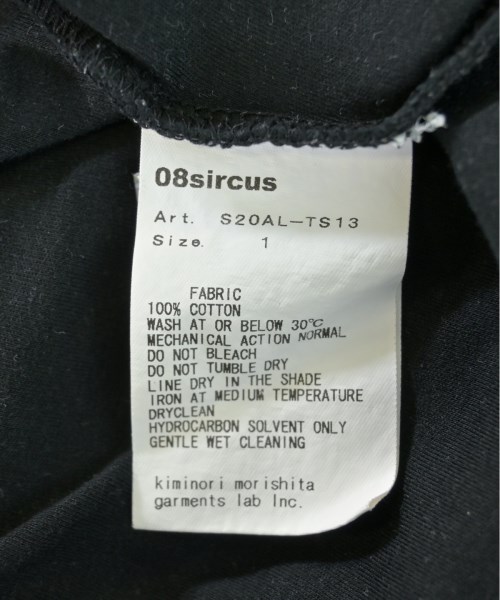 08sircus
Art. S20AL-TS13
Size. 1
FABRIC
100% COTTON
WASH AT OR BELOW 30℃
MECHANICAL ACTION NORMAL
DO NOT BLEACH
DO NOT TUMBLE DRY
LINE DRY IN THE SHADE
IRON AT MEDIUM TEMPERATURE
DRYCLEAN
HYDROCARBON SOLVENT ONLY
GENTLE WET CLEANING
kiminori morishita
garments lab Inc.